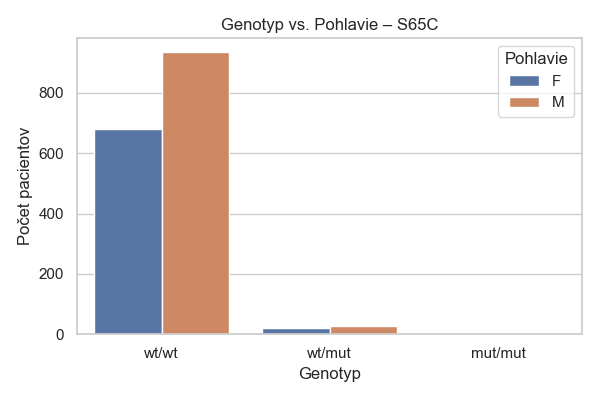 Genotyp vs. Pohlavie – S65C
Pohlavie
F
M
Počet pacientov
800
600
400
200
0
wt/wt
wt/mut
mut/mut
Genotyp